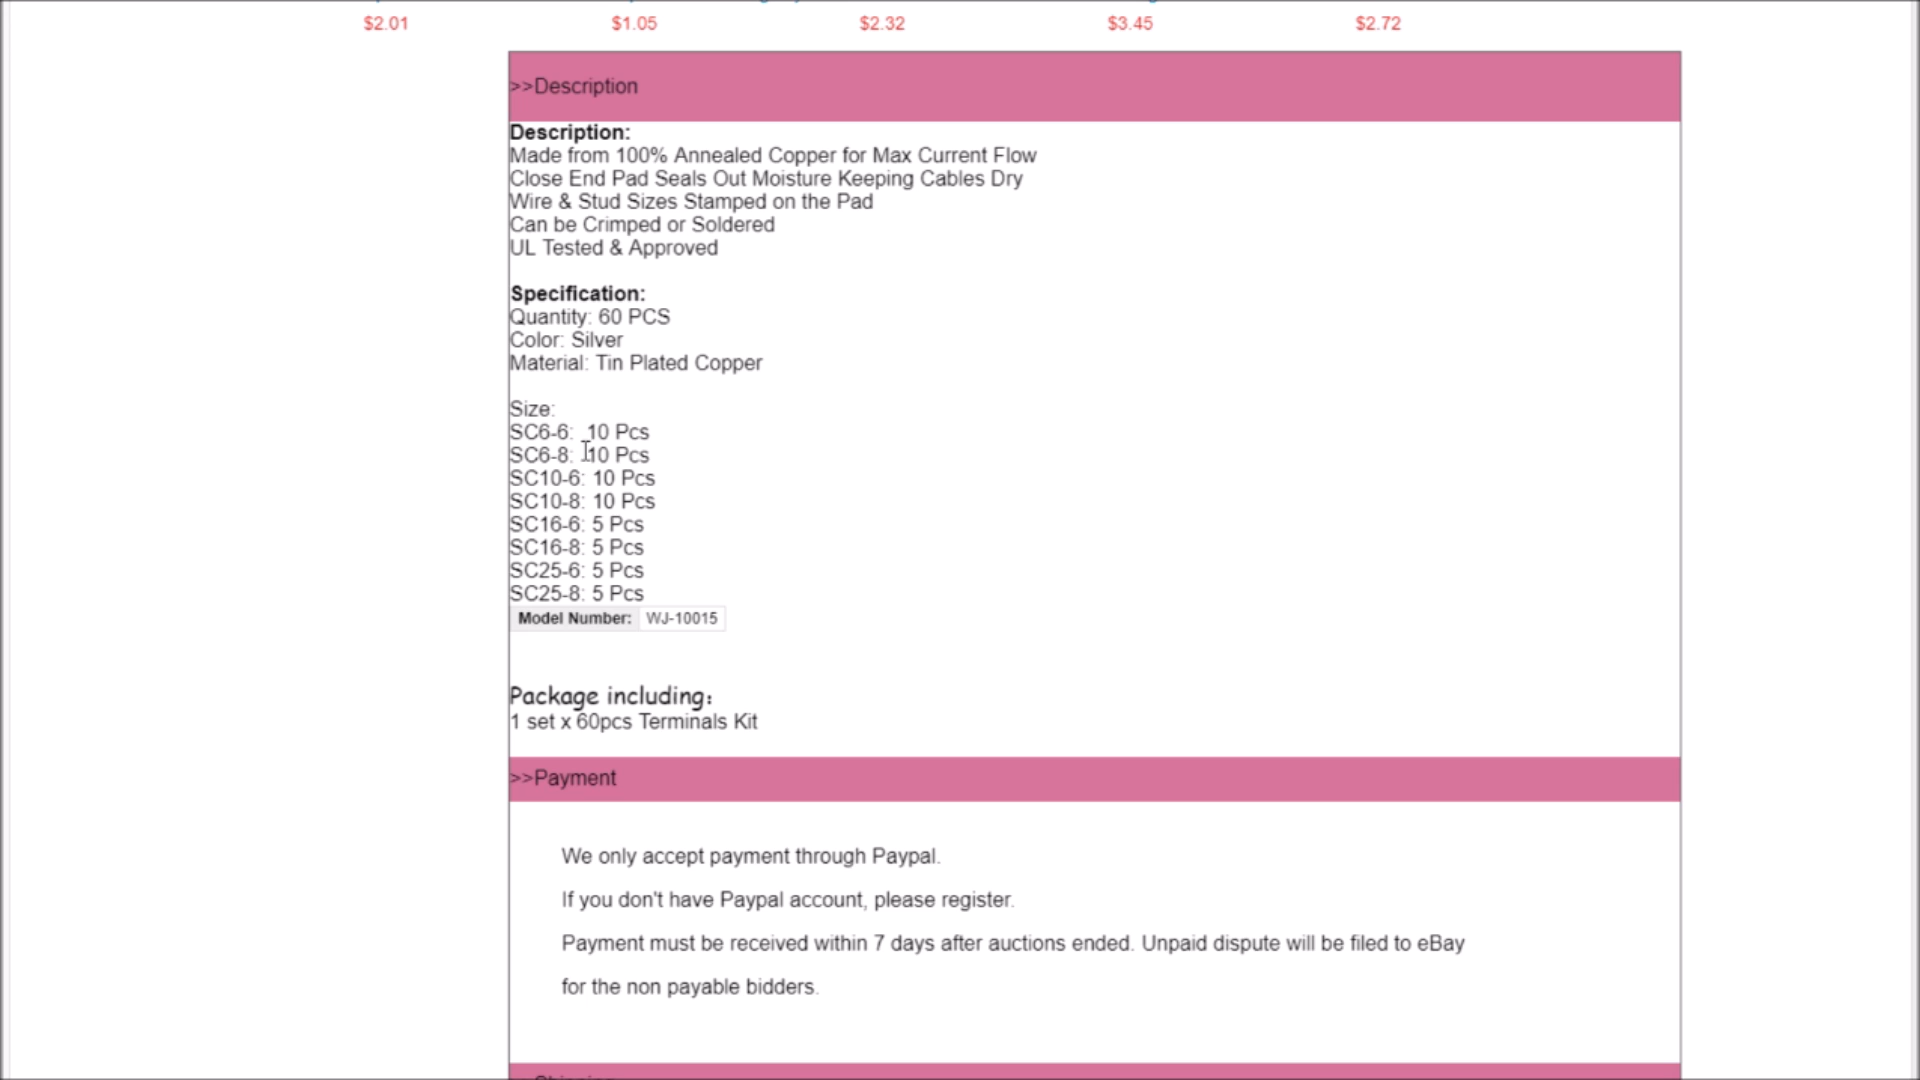 $2.01 $1.05 $2.32 $3.45 $2.72
>>Description
Description:
Made from 100% Annealed Copper for Max Current Flow
Close End Pad Seals Out Moisture Keeping Cables Dry
Wire & Stud Sizes Stamped on the Pad
Can be Crimped or Soldered
UL Tested & Approved
Specification:
Quantity: 60 PCS
Color: Silver
Material: Tin Plated Copper
Size:
SC6-6: 10 Pcs
SC6-8: 10 Pcs
SC10-6: 10 Pcs
SC10-8: 10 Pcs
SC16-6: 5 Pcs
SC16-8: 5 Pcs
SC25-6: 5 Pcs
SC25-8: 5 Pcs
Model Number: WJ-10015
Package including:
1 set x 60pcs Terminals Kit
>>Payment
We only accept payment through Paypal.
If you don't have Paypal account, please register.
Payment must be received within 7 days after auctions ended. Unpaid dispute will be filed to eBay
for the non payable bidders.